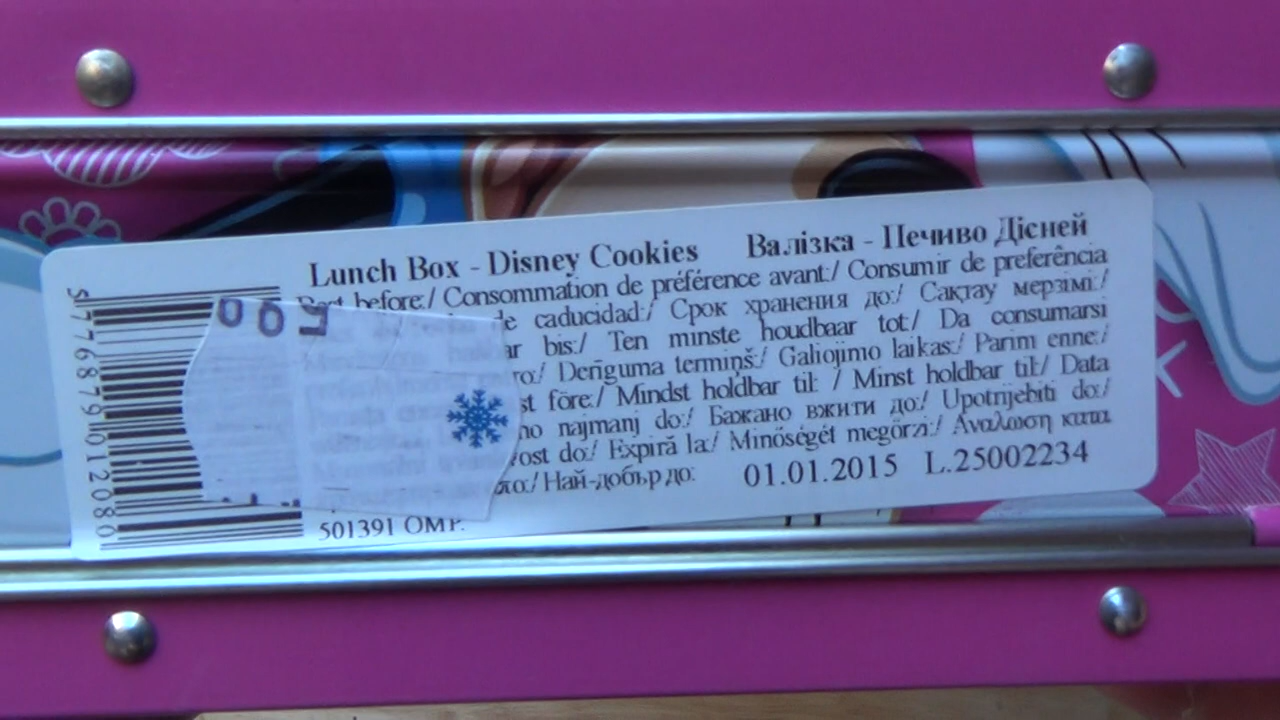 Lunch Box - Disney Cookies Валізка - Печиво Дісней
Best before:/ Consommation de préférence avant:/ Consumir de preferência
de caducidad:/ Срок хранения до:/ Сақтау мерзімі:/
bis:/ Ten minste houdbaar tot:/ Da consumarsi
Derīguma termiņš:/ Galiojimo laikas:/ Parim enne:/
före:/ Mindst holdbar til: / Minst holdbar til:/ Data
najmanj do:/ Бажано вжити до:/ Upotrijebiti do:/
do:/ Expiră la:/ Minőségét megőrzi:/ Ανάλωση κατά
Най-добър до: 01.01.2015 L.25002234
501391 OMP.
5177687901208
500